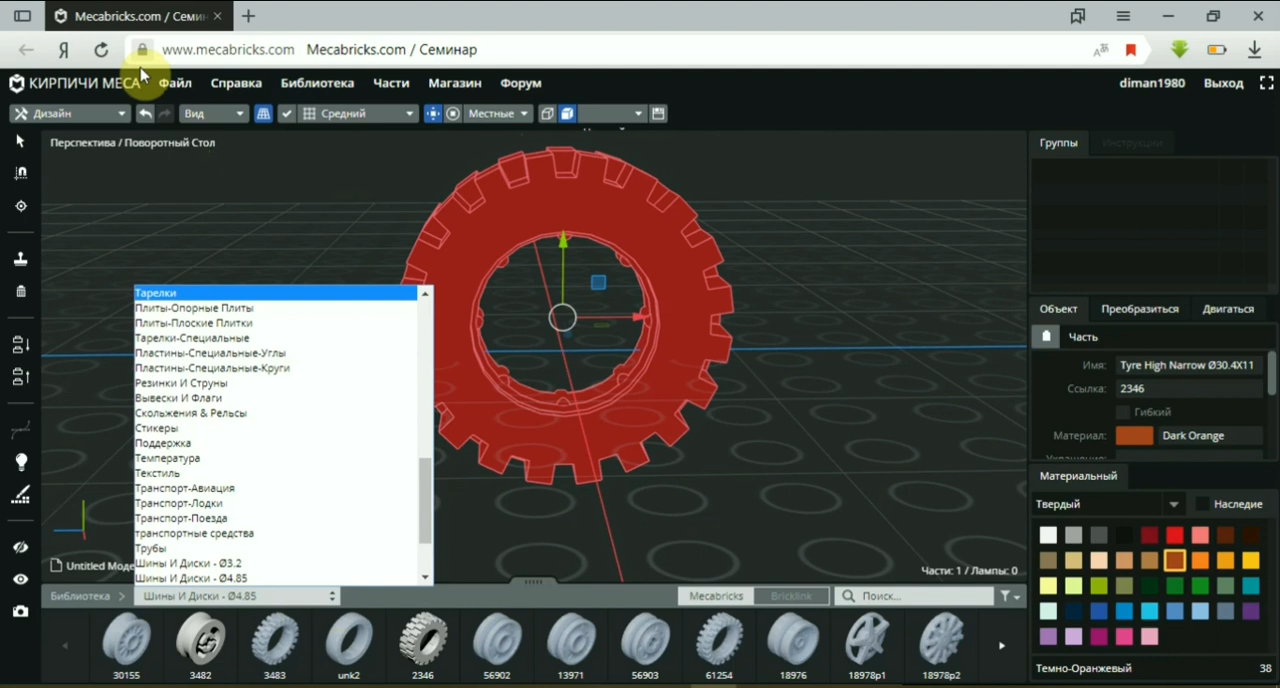 Mecabricks.com / Семин
Я
www.mecabricks.com Mecabricks.com / Семинар
КИРПИЧИ МЕСА Файл Справка Библиотека Части Магазин Форум diman1980 Выход
Дизайн Вид Средний Местные
Перспектива / Поворотный Стол
Группы Инструкции
Тарелки
Плиты-Опорные Плиты
Плиты-Плоские Плитки
Тарелки-Специальные
Пластины-Специальные-Углы
Пластины-Специальные-Круги
Резинки И Струны
Вывески И Флаги
Скольжения & Рельсы
Стикеры
Поддержка
Температура
Текстиль
Транспорт-Авиация
Транспорт-Лодки
Транспорт-Поезда
транспортные средства
Трубы
Шины И Диски - Ø3.2
Шины И Диски - Ø4.85
Объект Преобразиться Двигаться
Часть
Имя: Tyre High Narrow Ø30.4X11
Ссылка: 2346
Гибкий
Материал: Dark Orange
Украшения:
Материальный
Твердый Наследие
Темно-Оранжевый 38
Untitled Моде
Части: 1 / Лампы: 0
Библиотека > Шины И Диски - Ø4.85 Mecabricks Bricklink Поиск...
30155 3482 3483 unk2 2346 56902 13971 56903 61254 18976 18978p1 18978p2